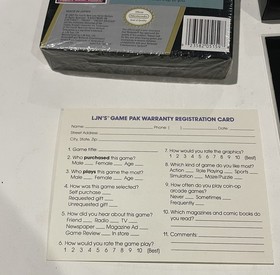 LJN'S® GAME PAK WARRANTY REGISTRATION CARD
Name Phone ( ) Date
Street Address
City, State, Zip
1. Game title
2. Who purchased this game?
Male Female Age
3. Who plays this game the most?
Male Female Age
4. How was this game selected?
Self purchase
Requested gift
Unrequested gift
5. How did you hear about this game?
Friend Radio TV
Newspaper Magazine Ad
Game Review In store
6. How would you rate the game play?
1 2 3 4 5 6 7 8 9 10 (Best)
7. How would you rate the graphics?
1 2 3 4 5 6 7 8 9 10 (Best)
8. Which kind of game do you like most?
Action Role Playing Sports
Simulation Maze/Puzzle
9. How often do you play coin-op
arcade games?
Never Sometimes
Frequently
10. Which magazines and comic books do
you read?
11. Comments